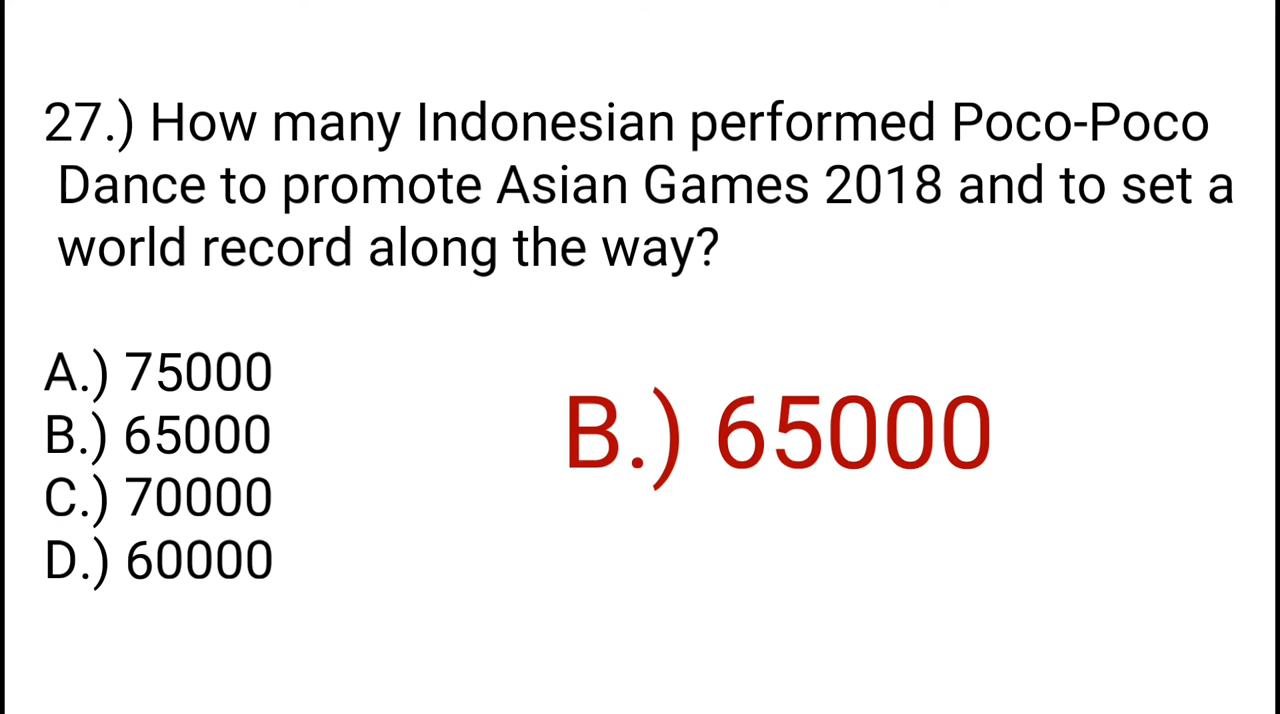 27.) How many Indonesian performed Poco-Poco
Dance to promote Asian Games 2018 and to set a
world record along the way?
A.) 75000
B.) 65000
C.) 70000
D.) 60000
B.) 65000